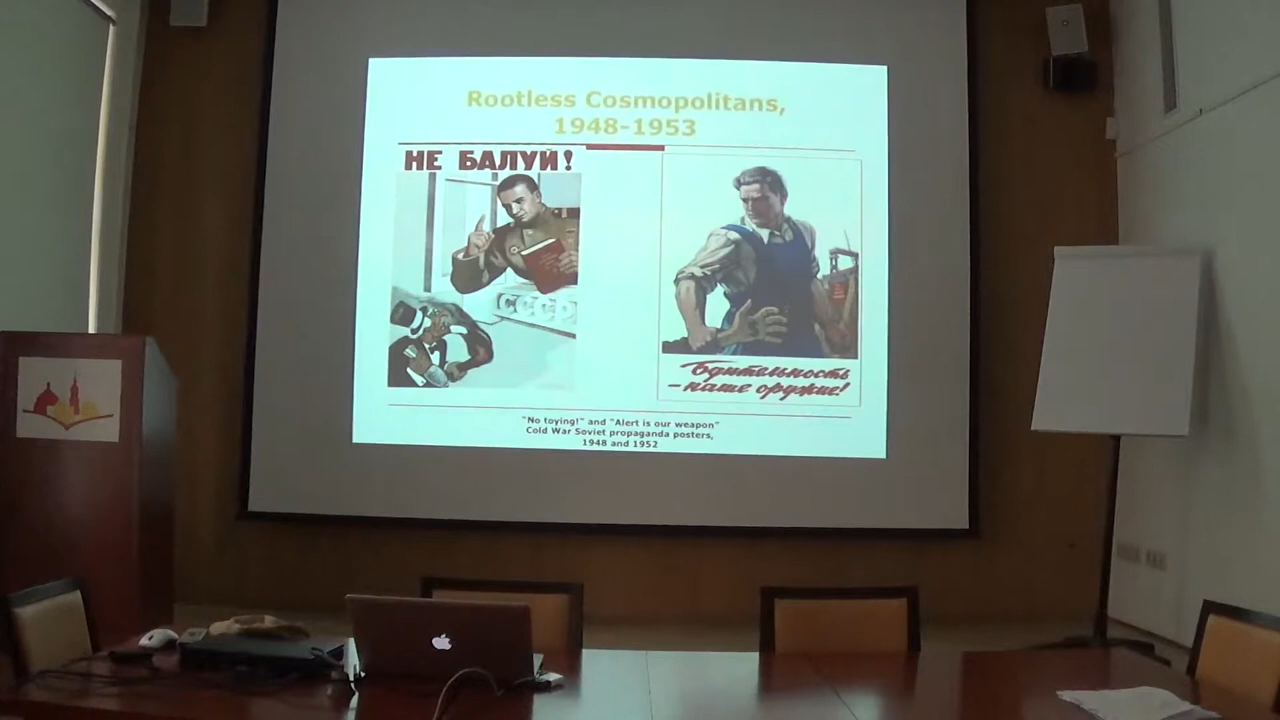 Rootless Cosmopolitans,
1948-1953
НЕ БАЛУЙ!
СССР
Бдительность
-наше оружие!
"No toying!" and "Alert is our weapon"
Cold War Soviet propaganda posters,
1948 and 1952